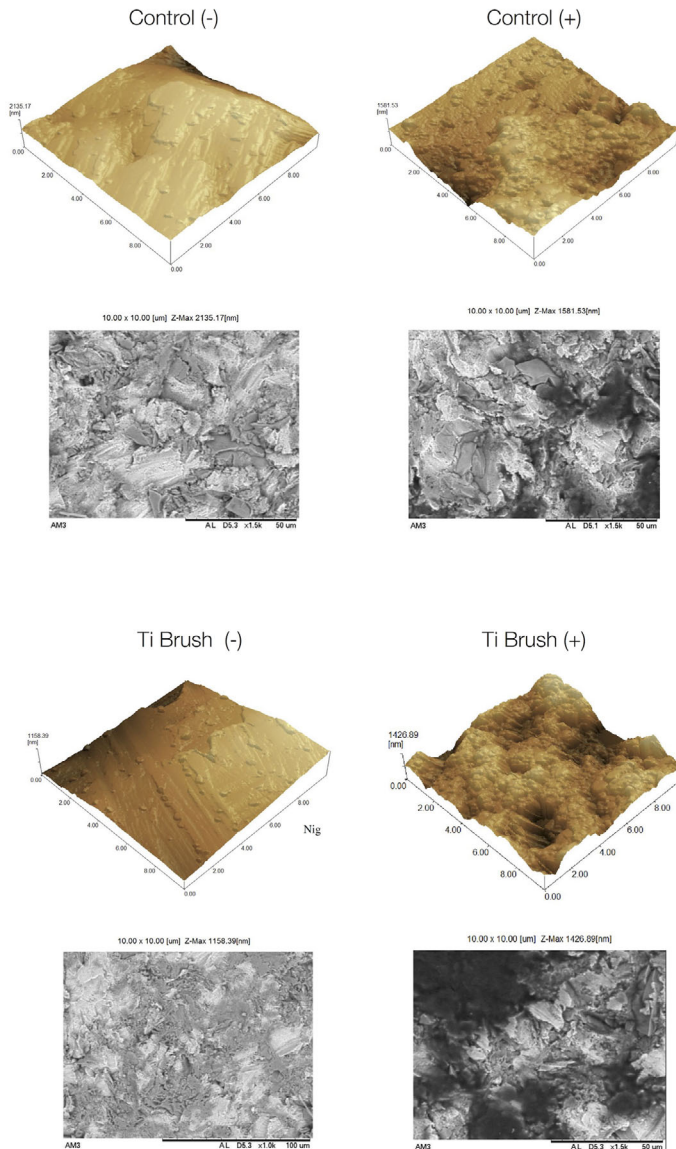 Control (-)
Control (+)
2135.17
[nm]
0.00
2.00
4.00
6.00
8.00
0.00
2.00
4.00
6.00
8.00
1581.53
[nm]
0.00
2.00
4.00
6.00
8.00
0.00
2.00
4.00
6.00
8.00
10.00 x 10.00 [um] Z-Max 2135.17[nm]
10.00 x 10.00 [um] Z-Max 1581.53[nm]
AM3 AL D5.3 x1.5k 50 um
AM3 AL D5.1 x1.5k 50 um
Ti Brush (-)
Ti Brush (+)
1158.39
[nm]
0.00
2.00
4.00
6.00
8.00
0.00
2.00
4.00
6.00
8.00
Nig
1426.89
[nm]
0.00
2.00
4.00
6.00
8.00
0.00
2.00
4.00
6.00
8.00
10.00 x 10.00 [um] Z-Max 1158.39[nm]
10.00 x 10.00 [um] Z-Max 1426.89[nm]
AM3 AL D5.3 x1.0k 100 um
AM3 AL D5.3 x1.5k 50 um